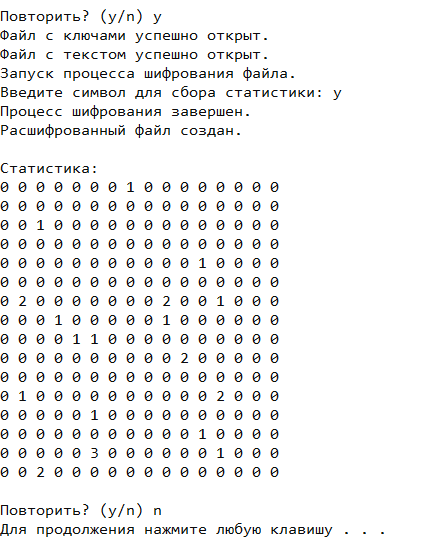 Повторить? (y/n) y
Файл с ключами успешно открыт.
Файл с текстом успешно открыт.
Запуск процесса шифрования файла.
Введите символ для сбора статистики: y
Процесс шифрования завершен.
Расшифрованный файл создан.
Статистика:
0 0 0 0 0 0 0 1 0 0 0 0 0 0 0 0
0 0 0 0 0 0 0 0 0 0 0 0 0 0 0 0
0 0 1 0 0 0 0 0 0 0 0 0 0 0 0 0
0 0 0 0 0 0 0 0 0 0 0 0 0 0 0 0
0 0 0 0 0 0 0 0 0 0 0 1 0 0 0 0
0 0 0 0 0 0 0 0 0 0 0 0 0 0 0 0
0 2 0 0 0 0 0 0 0 2 0 0 1 0 0 0
0 0 0 1 0 0 0 0 0 1 0 0 0 0 0 0
0 0 0 0 1 1 0 0 0 0 0 0 0 0 0 0
0 0 0 0 0 0 0 0 0 0 2 0 0 0 0 0
0 0 0 0 0 0 0 0 0 0 0 0 0 0 0 0
0 1 0 0 0 0 0 0 0 0 0 0 2 0 0 0
0 0 0 0 0 1 0 0 0 0 0 0 0 0 0 0
0 0 0 0 0 0 0 0 0 0 0 1 0 0 0 0
0 0 0 0 0 3 0 0 0 0 0 0 1 0 0 0
0 0 2 0 0 0 0 0 0 0 0 0 0 0 0 0
Повторить? (y/n) n
Для продолжения нажмите любую клавишу . . .